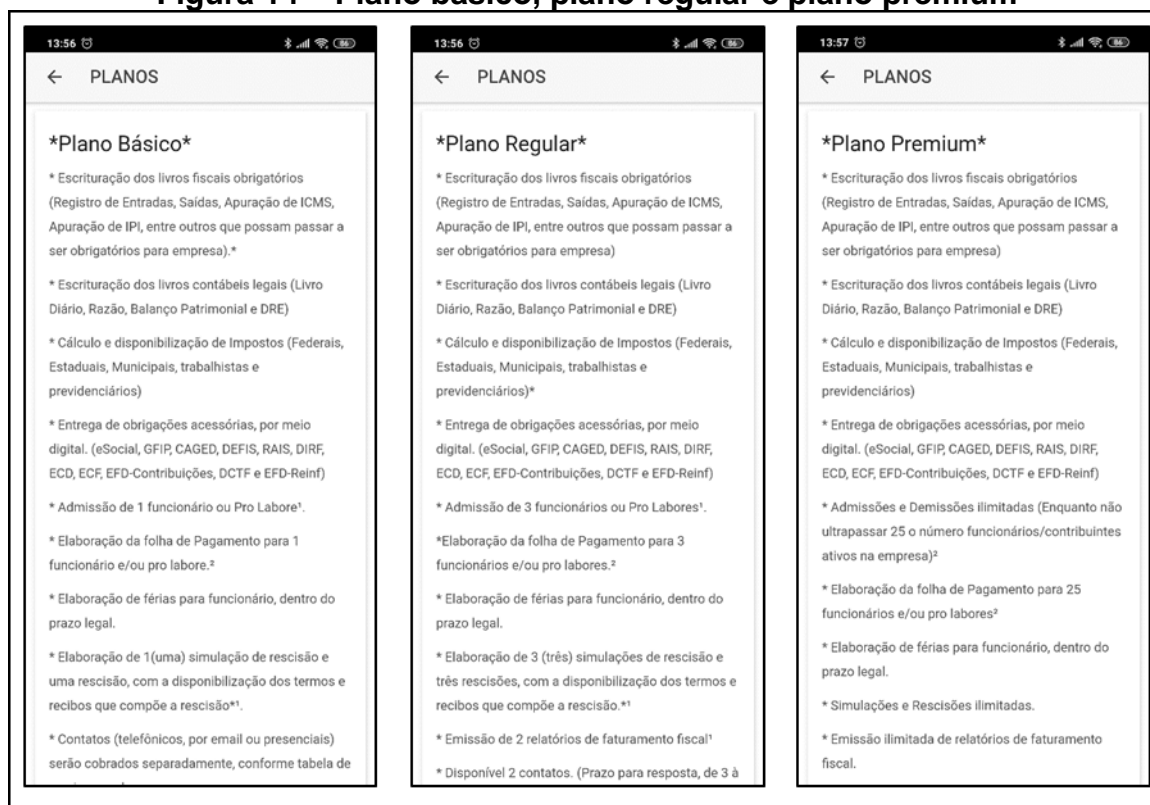 Figura 14 – Plano básico, plano regular e plano premium
13:56
86
← PLANOS
*Plano Básico*
* Escrituração dos livros fiscais obrigatórios
(Registro de Entradas, Saídas, Apuração de ICMS,
Apuração de IPI, entre outros que possam passar a
ser obrigatórios para empresa).*
* Escrituração dos livros contábeis legais (Livro
Diário, Razão, Balanço Patrimonial e DRE)
* Cálculo e disponibilização de Impostos (Federais,
Estaduais, Municipais, trabalhistas e
previdenciários)
* Entrega de obrigações acessórias, por meio
digital. (eSocial, GFIP, CAGED, DEFIS, RAIS, DIRF,
ECD, ECF, EFD-Contribuições, DCTF e EFD-Reinf)
* Admissão de 1 funcionário ou Pro Labore¹.
* Elaboração da folha de Pagamento para 1
funcionário e/ou pro labore.²
* Elaboração de férias para funcionário, dentro do
prazo legal.
* Elaboração de 1(uma) simulação de rescisão e
uma rescisão, com a disponibilização dos termos e
recibos que compõe a rescisão*¹.
* Contatos (telefônicos, por email ou presenciais)
serão cobrados separadamente, conforme tabela de
13:56
86
← PLANOS
*Plano Regular*
* Escrituração dos livros fiscais obrigatórios
(Registro de Entradas, Saídas, Apuração de ICMS,
Apuração de IPI, entre outros que possam passar a
ser obrigatórios para empresa)
* Escrituração dos livros contábeis legais (Livro
Diário, Razão, Balanço Patrimonial e DRE)
* Cálculo e disponibilização de Impostos (Federais,
Estaduais, Municipais, trabalhistas e
previdenciários)*
* Entrega de obrigações acessórias, por meio
digital. (eSocial, GFIP, CAGED, DEFIS, RAIS, DIRF,
ECD, ECF, EFD-Contribuições, DCTF e EFD-Reinf)
* Admissão de 3 funcionários ou Pro Labores¹.
*Elaboração da folha de Pagamento para 3
funcionários e/ou pro labores.²
* Elaboração de férias para funcionário, dentro do
prazo legal.
* Elaboração de 3 (três) simulações de rescisão e
três rescisões, com a disponibilização dos termos e
recibos que compõe a rescisão.*¹
* Emissão de 2 relatórios de faturamento fiscal¹
* Disponível 2 contatos. (Prazo para resposta, de 3 à
13:57
86
← PLANOS
*Plano Premium*
* Escrituração dos livros fiscais obrigatórios
(Registro de Entradas, Saídas, Apuração de ICMS,
Apuração de IPI, entre outros que possam passar a
ser obrigatórios para empresa)
* Escrituração dos livros contábeis legais (Livro
Diário, Razão, Balanço Patrimonial e DRE)
* Cálculo e disponibilização de Impostos (Federais,
Estaduais, Municipais, trabalhistas e
previdenciários)
* Entrega de obrigações acessórias, por meio
digital. (eSocial, GFIP, CAGED, DEFIS, RAIS, DIRF,
ECD, ECF, EFD-Contribuições, DCTF e EFD-Reinf)
* Admissões e Demissões ilimitadas (Enquanto não
ultrapassar 25 o número funcionários/contribuintes
ativos na empresa)²
* Elaboração da folha de Pagamento para 25
funcionários e/ou pro labores²
* Elaboração de férias para funcionário, dentro do
prazo legal.
* Simulações e Rescisões ilimitadas.
* Emissão ilimitada de relatórios de faturamento
fiscal.